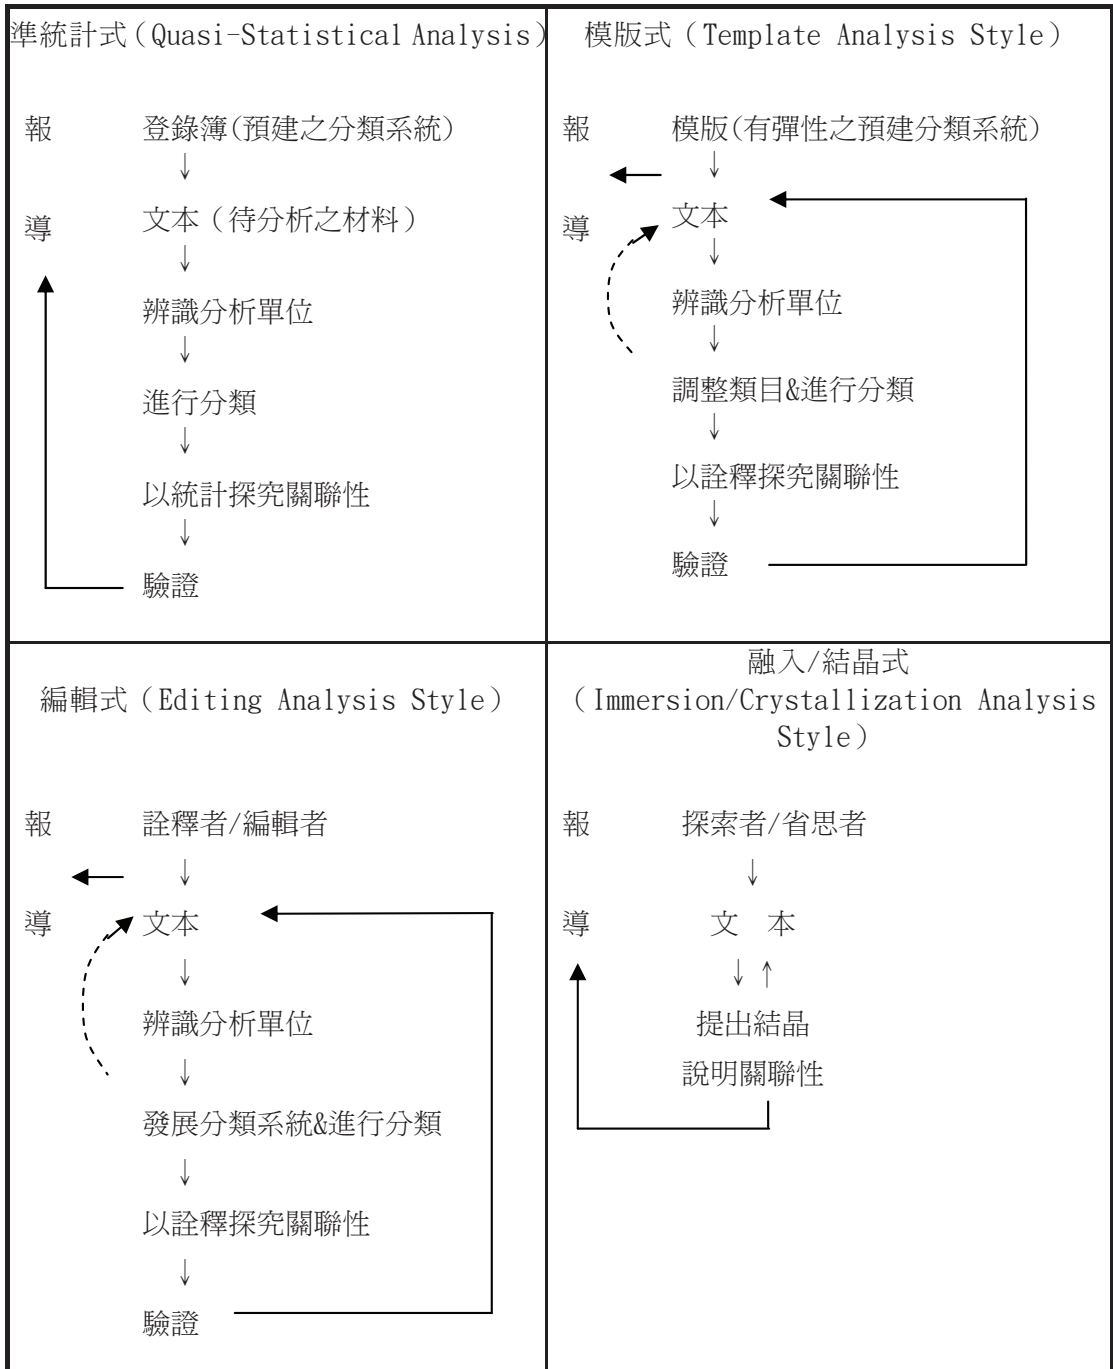 準統計式（Quasi-Statistical Analysis）
報 登錄簿(預建之分類系統)
↓
導 文本（待分析之材料）
↓
辨識分析單位
↓
進行分類
↓
以統計探究關聯性
↓
驗證
模版式（Template Analysis Style）
報 模版(有彈性之預建分類系統)
↓
導 文本
↓
辨識分析單位
↓
調整類目&進行分類
↓
以詮釋探究關聯性
↓
驗證
編輯式（Editing Analysis Style）
報 詮釋者/編輯者
↓
導 文本
↓
辨識分析單位
↓
發展分類系統&進行分類
↓
以詮釋探究關聯性
↓
驗證
融入/結晶式
（Immersion/Crystallization Analysis
Style）
報 探索者/省思者
↓
導 文 本
↓ ↑
提出結晶
說明關聯性